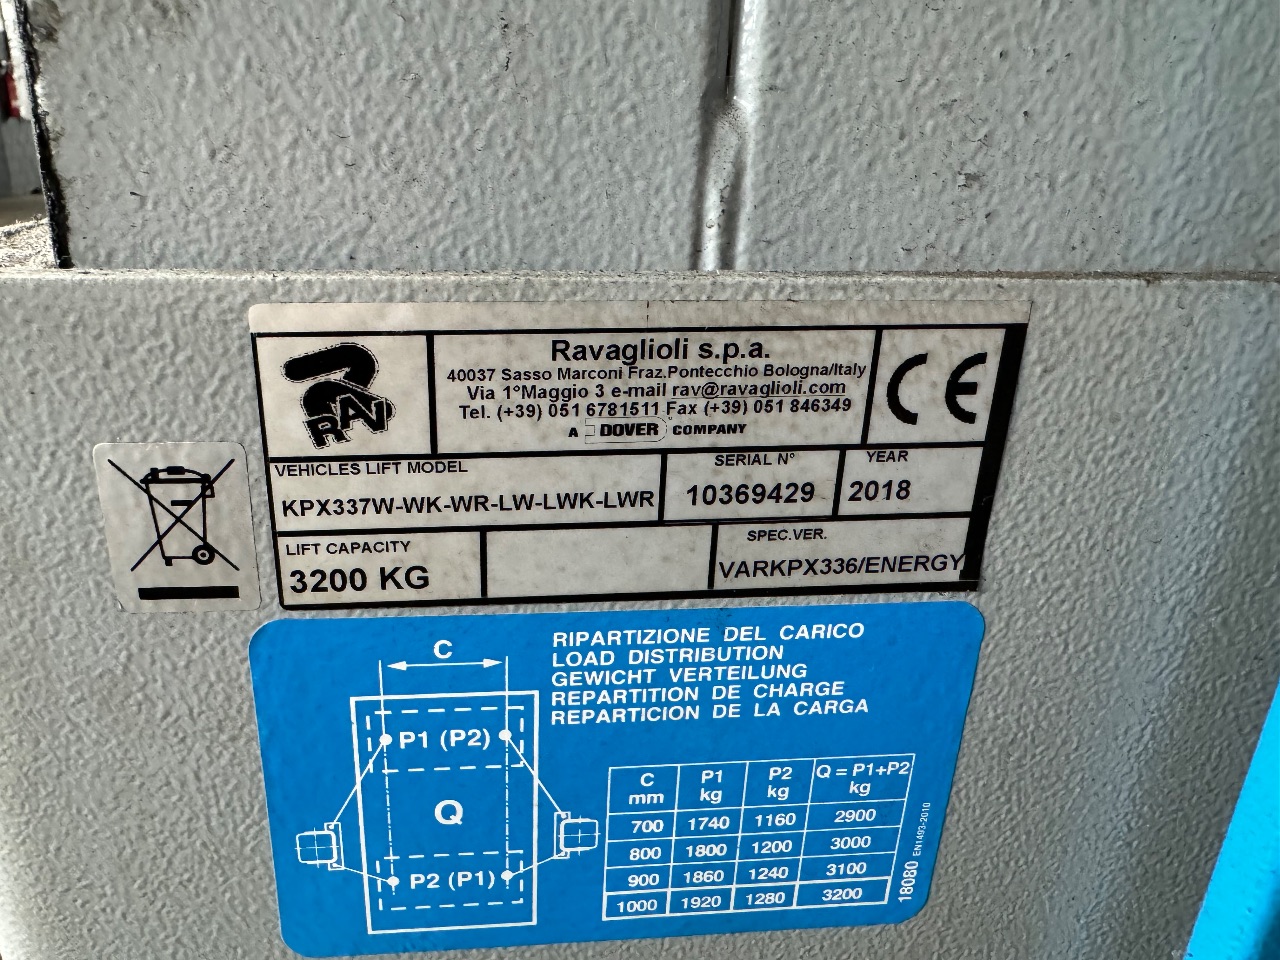 RAV
Ravaglioli s.p.a.
40037 Sasso Marconi Fraz.Pontecchio Bologna/Italy
Via 1°Maggio 3 e-mail rav@ravaglioli.com
Tel. (+39) 051 6781511 Fax (+39) 051 846349
A DOVER COMPANY
CE
VEHICLES LIFT MODEL
KPX337W-WK-WR-LW-LWK-LWR
SERIAL N°
10369429
YEAR
2018
LIFT CAPACITY
3200 KG
SPEC.VER.
VARKPX336/ENERGY
RIPARTIZIONE DEL CARICO
LOAD DISTRIBUTION
GEWICHT VERTEILUNG
REPARTITION DE CHARGE
REPARTICION DE LA CARGA
C
P1 (P2)
Q
P2 (P1)
C mm P1 kg P2 kg Q = P1+P2 kg
700 1740 1160 2900
800 1800 1200 3000
900 1860 1240 3100
1000 1920 1280 3200
18080 EN1493-2010